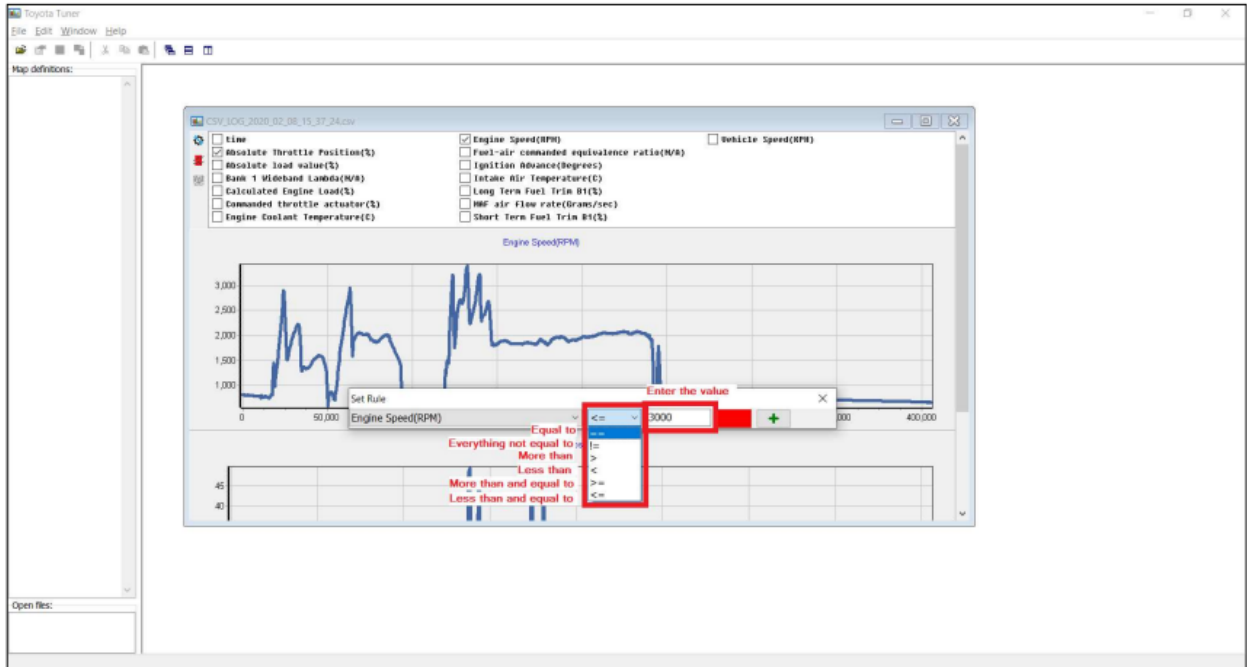 Toyota Tuner
File Edit Window Help
Map definitions:
CSV_LOG_2020_02_08_15_37_24.csv
time
Engine Speed(RPM)
Vehicle Speed(KPH)
Absolute Throttle Position(%)
Fuel-air commanded equivalence ratio(N/A)
Absolute load value(%)
Ignition Advance(Degrees)
Bank 1 Wideband Lambda(N/A)
Intake Air Temperature(C)
Calculated Engine Load(%)
Long Term Fuel Trim B1(%)
Commanded throttle actuator(%)
MAF air flow rate(Grams/sec)
Engine Coolant Temperature(C)
Short Term Fuel Trim B1(%)
Engine Speed(RPM)
3,000
2,500
2,000
1,500
1,000
0
50,000
400,000
Set Rule
Enter the value
Engine Speed(RPM)
<=
3000
Equal to
==
Everything not equal to
!=
More than
>
Less than
<
More than and equal to
>=
Less than and equal to
<=
45
40
Open files: